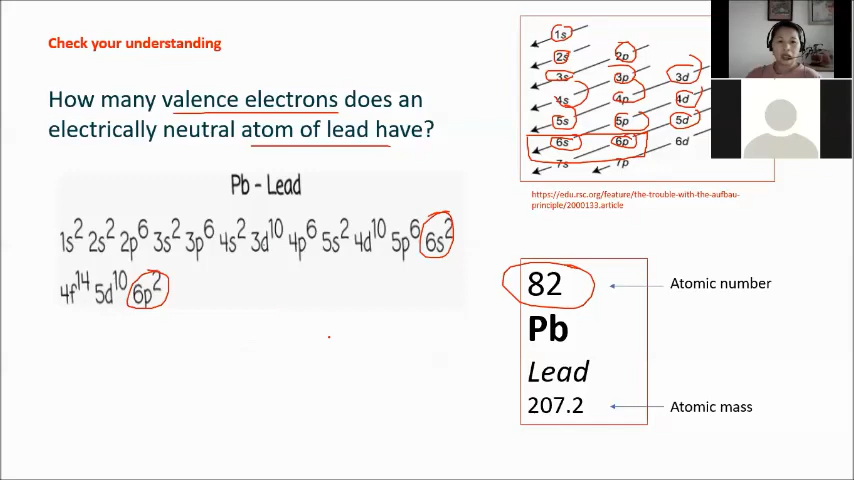 Check your understanding
How many valence electrons does an
electrically neutral atom of lead have?
Pb - Lead
1s² 2s² 2p⁶ 3s² 3p⁶ 4s² 3d¹⁰ 4p⁶ 5s² 4d¹⁰ 5p⁶ 6s²
4f¹⁴ 5d¹⁰ 6p²
1s
2s 2p
3s 3p 3d
4s 4p 4d
5s 5p 5d
6s 6p 6d
7s 7p
https://edu.rsc.org/feature/the-trouble-with-the-aufbau-
principle/2000133.article
82 Atomic number
Pb
Lead
207.2 Atomic mass